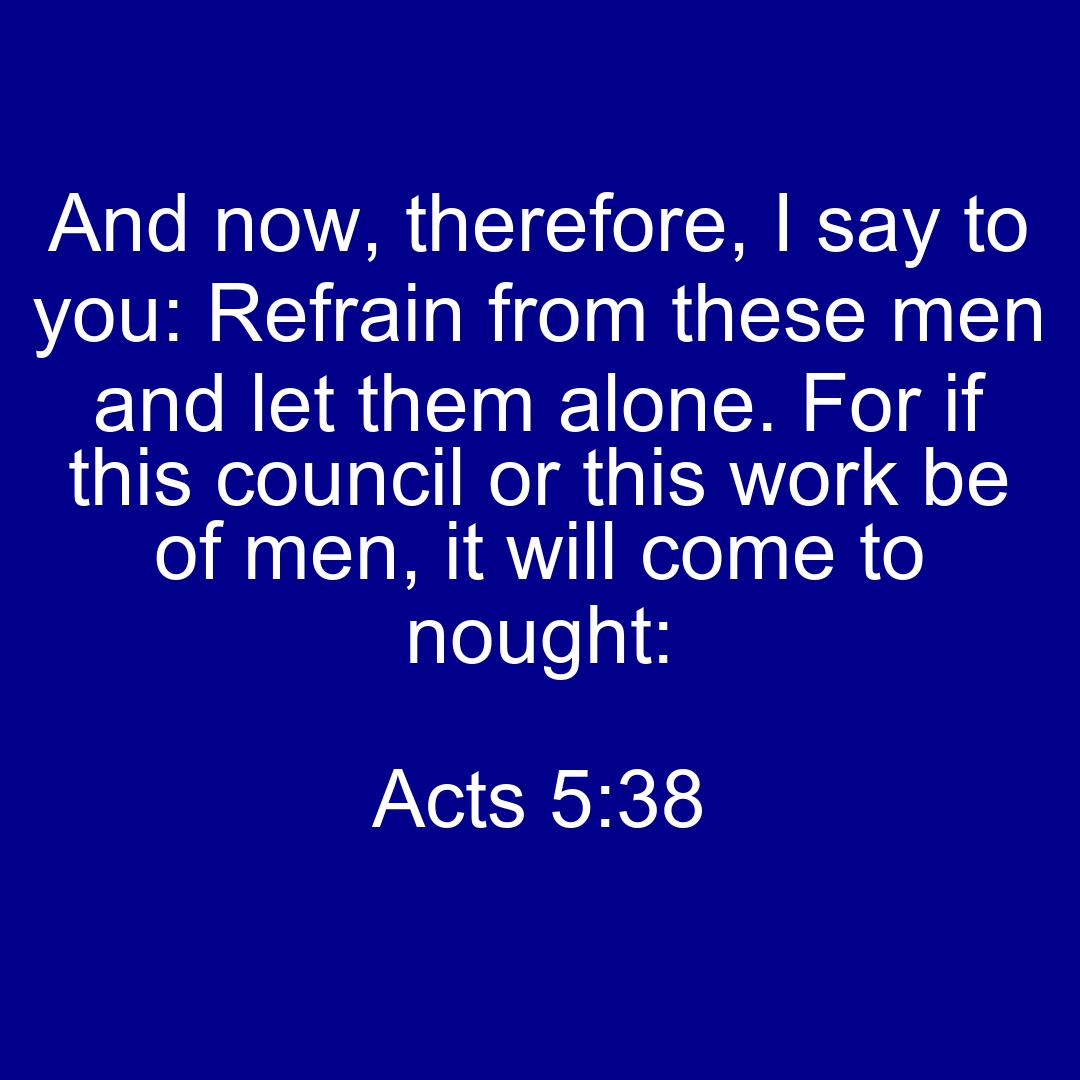 And now, therefore, I say to
you: Refrain from these men
and let them alone. For if
this council or this work be
of men, it will come to
nought:
Acts 5:38